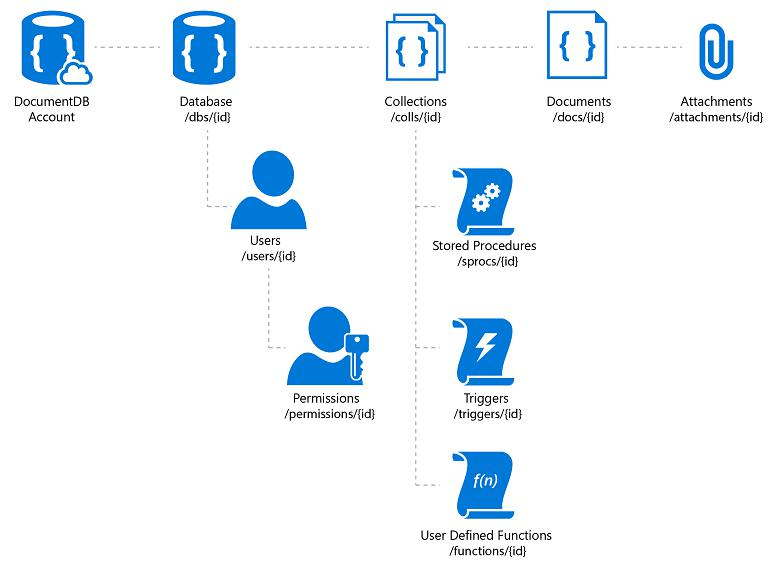 DocumentDB
Account
Database
/dbs/{id}
Collections
/colls/{id}
Documents
/docs/{id}
Attachments
/attachments/{id}
Users
/users/{id}
Stored Procedures
/sprocs/{id}
Permissions
/permissions/{id}
Triggers
/triggers/{id}
f(n)
User Defined Functions
/functions/{id}